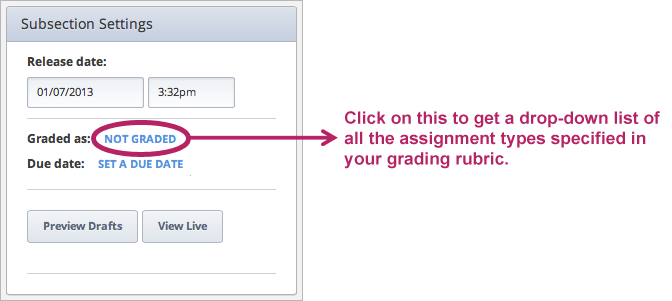 Subsection Settings
Release date:
01/07/2013 3:32pm
Graded as: NOT GRADED
Due date: SET A DUE DATE
Preview Drafts View Live
Click on this to get a drop-down list of
all the assignment types specified in
your grading rubric.